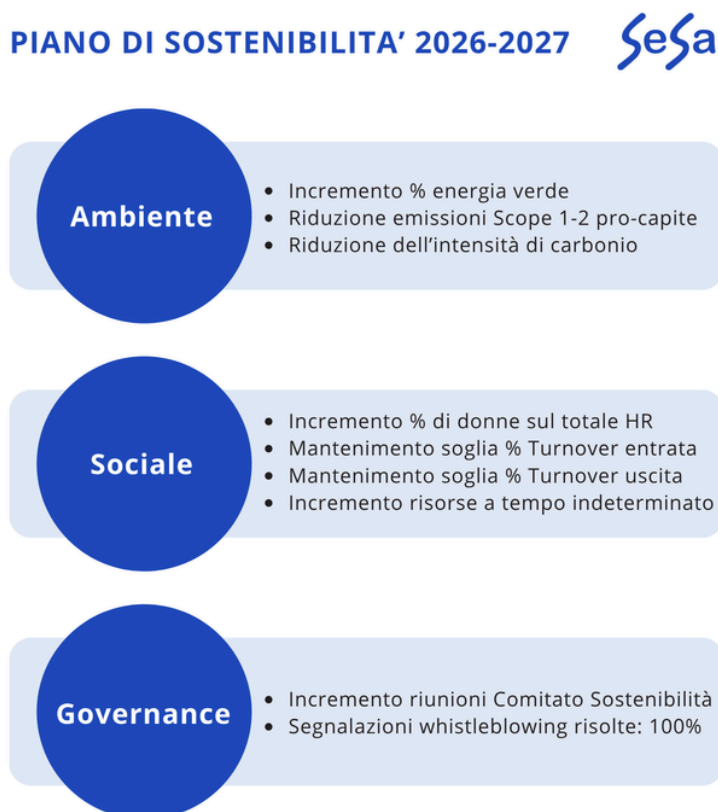 PIANO DI SOSTENIBILITA’ 2026-2027
SeSa
Ambiente
• Incremento % energia verde
• Riduzione emissioni Scope 1-2 pro-capite
• Riduzione dell’intensità di carbonio
Sociale
• Incremento % di donne sul totale HR
• Mantenimento soglia % Turnover entrata
• Mantenimento soglia % Turnover uscita
• Incremento risorse a tempo indeterminato
Governance
• Incremento riunioni Comitato Sostenibilità
• Segnalazioni whistleblowing risolte: 100%